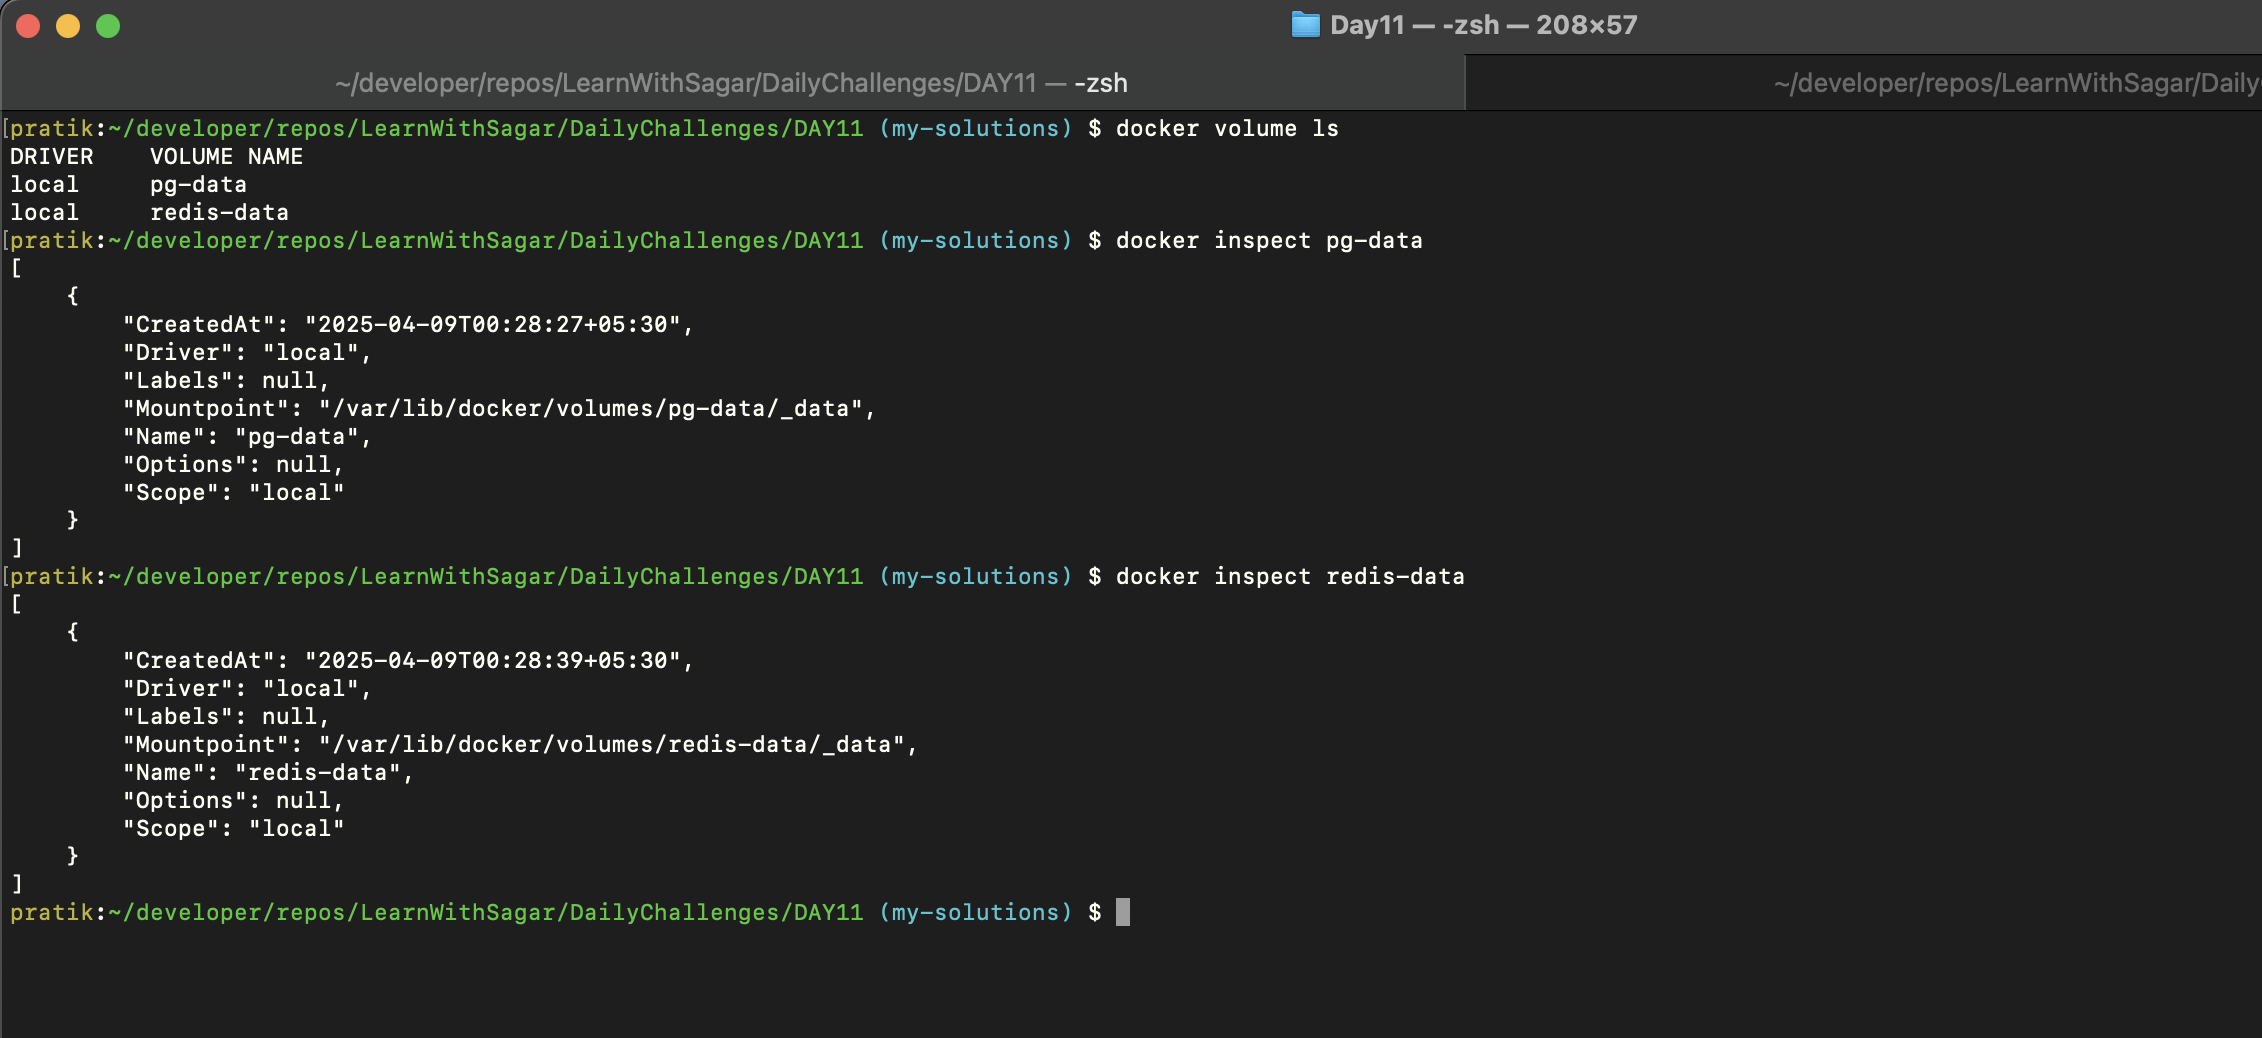 Day11 — -zsh — 208×57
~/developer/repos/LearnWithSagar/DailyChallenges/DAY11 — -zsh
~/developer/repos/LearnWithSagar/Daily
[pratik:~/developer/repos/LearnWithSagar/DailyChallenges/DAY11 (my-solutions) $ docker volume ls
DRIVER    VOLUME NAME
local     pg-data
local     redis-data
[pratik:~/developer/repos/LearnWithSagar/DailyChallenges/DAY11 (my-solutions) $ docker inspect pg-data
[
    {
        "CreatedAt": "2025-04-09T00:28:27+05:30",
        "Driver": "local",
        "Labels": null,
        "Mountpoint": "/var/lib/docker/volumes/pg-data/_data",
        "Name": "pg-data",
        "Options": null,
        "Scope": "local"
    }
]
[pratik:~/developer/repos/LearnWithSagar/DailyChallenges/DAY11 (my-solutions) $ docker inspect redis-data
[
    {
        "CreatedAt": "2025-04-09T00:28:39+05:30",
        "Driver": "local",
        "Labels": null,
        "Mountpoint": "/var/lib/docker/volumes/redis-data/_data",
        "Name": "redis-data",
        "Options": null,
        "Scope": "local"
    }
]
pratik:~/developer/repos/LearnWithSagar/DailyChallenges/DAY11 (my-solutions) $